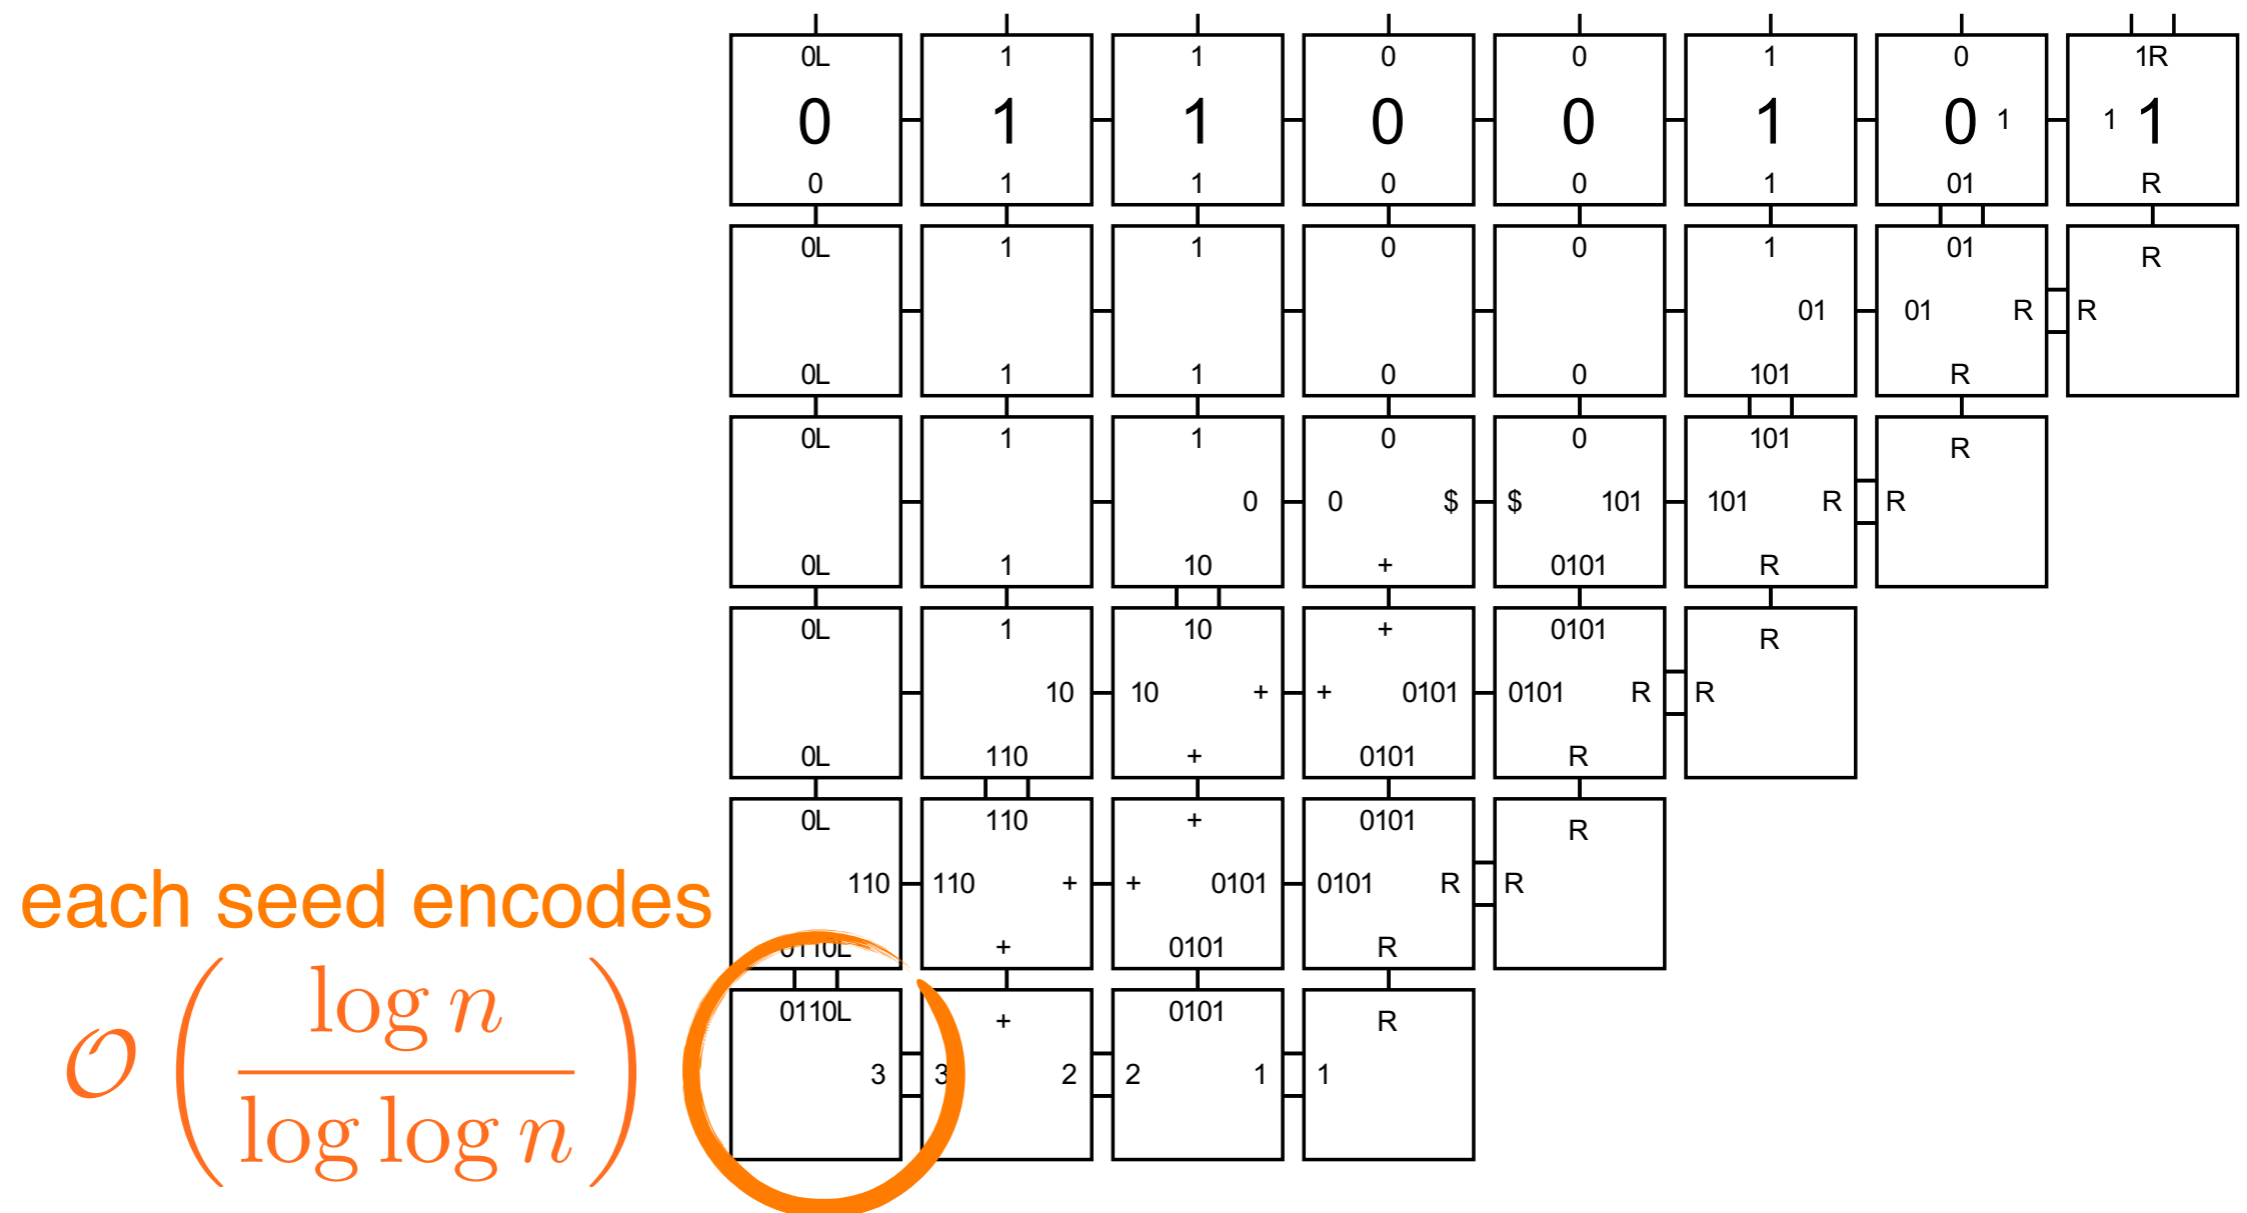 0L 1 1 0 0 1 0 1R
0 1 1 0 0 1 0 1 1 1
0 1 1 0 0 1 01 R
0L 1 1 0 0 1 01 R
01 01 R R
0L 1 1 0 0 101 R
0L 1 1 0 0 101 R
0 0 $ $ 101 101 R R
0L 1 10 + 0101 R
0L 1 10 + 0101 R
10 10 + + 0101 0101 R R
0L 110 + 0101 R
0L 110 + 0101 R
each seed encodes 110 110 + + 0101 0101 R R
0110L + 0101 R
0110L + 0101 R
3 3 2 2 1 1
O ( log n / log log n )